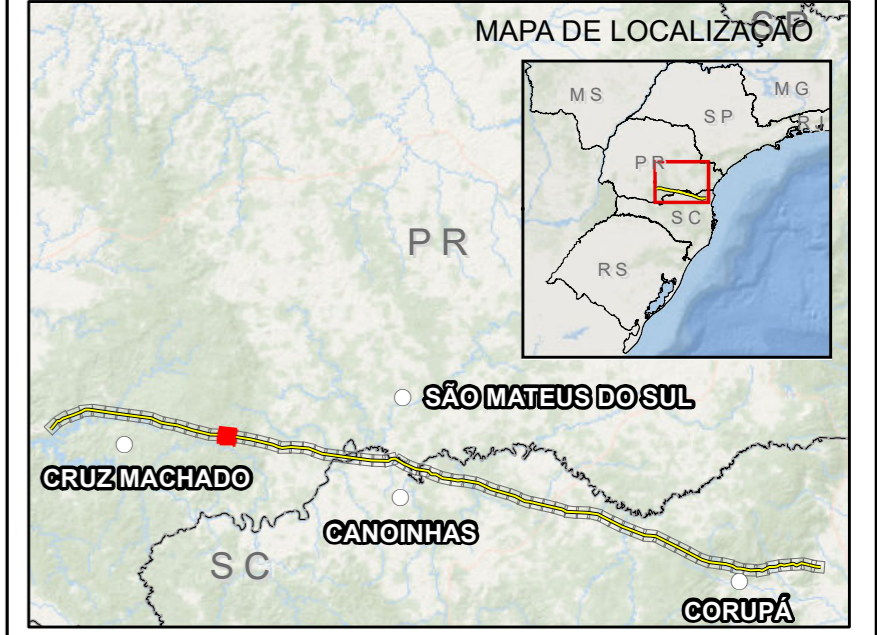 MAPA DE LOCALIZAÇÃO
SP
MS
MG
SP
RJ
PR
SC
RS
PR
SÃO MATEUS DO SUL
CRUZ MACHADO
CANOINHAS
SC
CORUPÁ